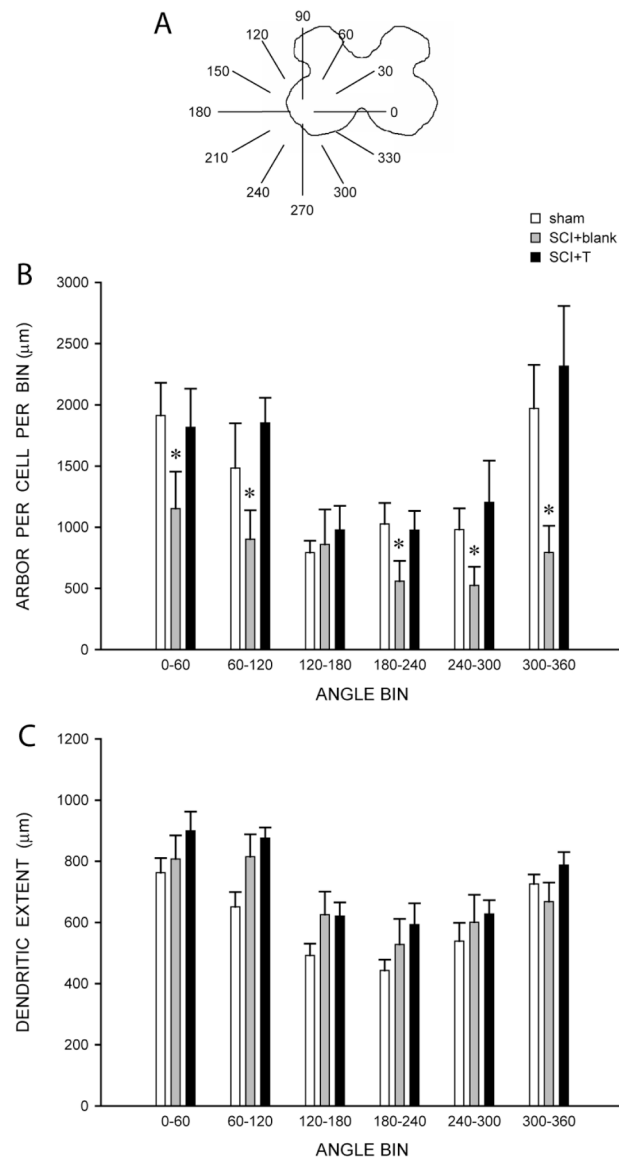 A
90
120 60
150 30
180 0
210 330
240 300
270
sham
SCI+blank
SCI+T
B
3000
2500
2000
1500
1000
500
0
ARBOR PER CELL PER BIN (μm)
* * * * *
0-60 60-120 120-180 180-240 240-300 300-360
ANGLE BIN
C
1200
1000
800
600
400
200
0
DENDRITIC EXTENT (μm)
0-60 60-120 120-180 180-240 240-300 300-360
ANGLE BIN